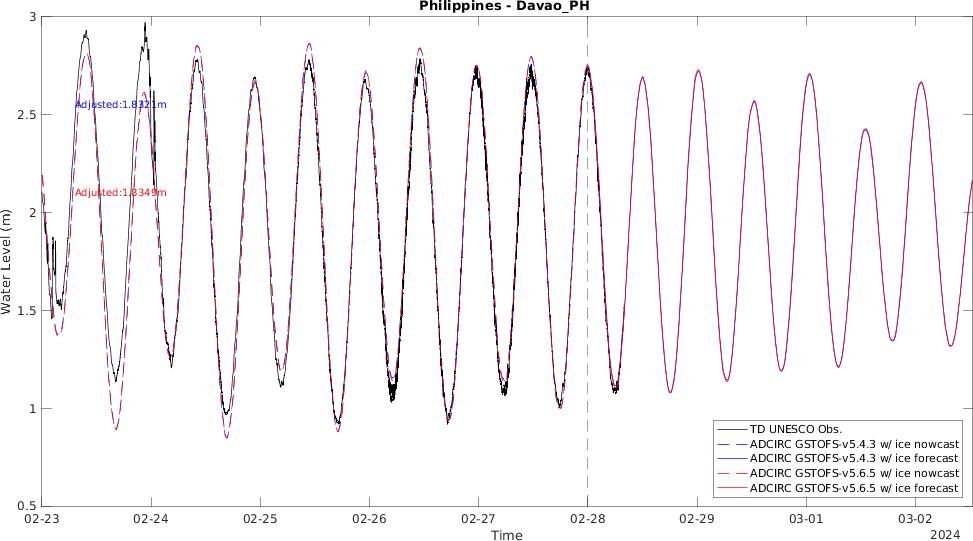 Philippines - Davao_PH
3
2.5
2
1.5
1
0.5
Water Level (m)
Adjusted:1.8321m
Adjusted:1.8349m
TD UNESCO Obs.
ADCIRC GSTOFS-v5.4.3 w/ ice nowcast
ADCIRC GSTOFS-v5.4.3 w/ ice forecast
ADCIRC GSTOFS-v5.6.5 w/ ice nowcast
ADCIRC GSTOFS-v5.6.5 w/ ice forecast
02-23 02-24 02-25 02-26 02-27 02-28 02-29 03-01 03-02
Time
2024